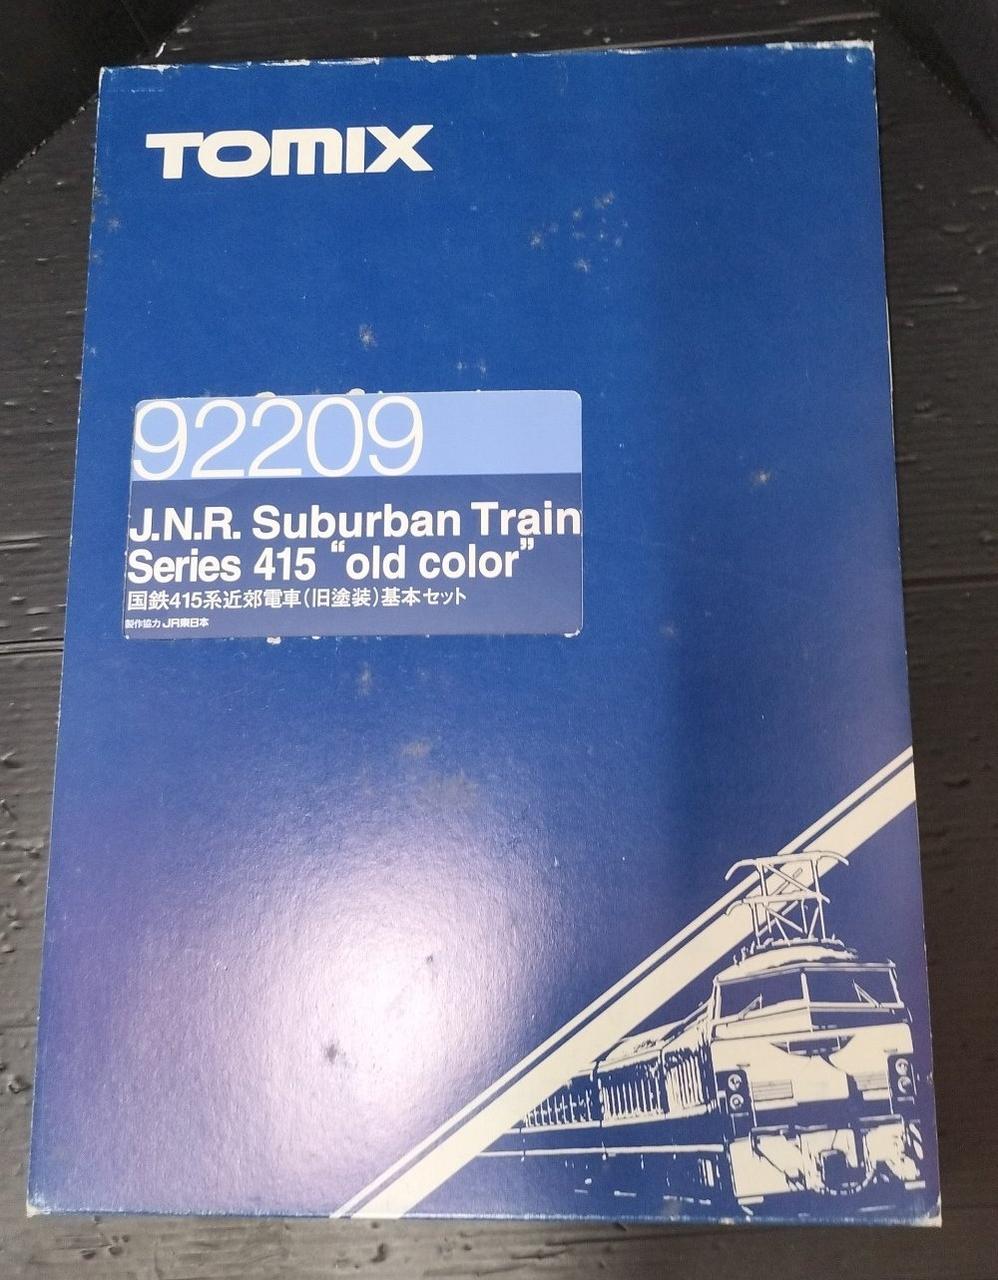 TOMIX
92209
J.N.R. Suburban Train
Series 415 “old color”
国鉄415系近郊電車(旧塗装)基本セット
製作協力 JR東日本